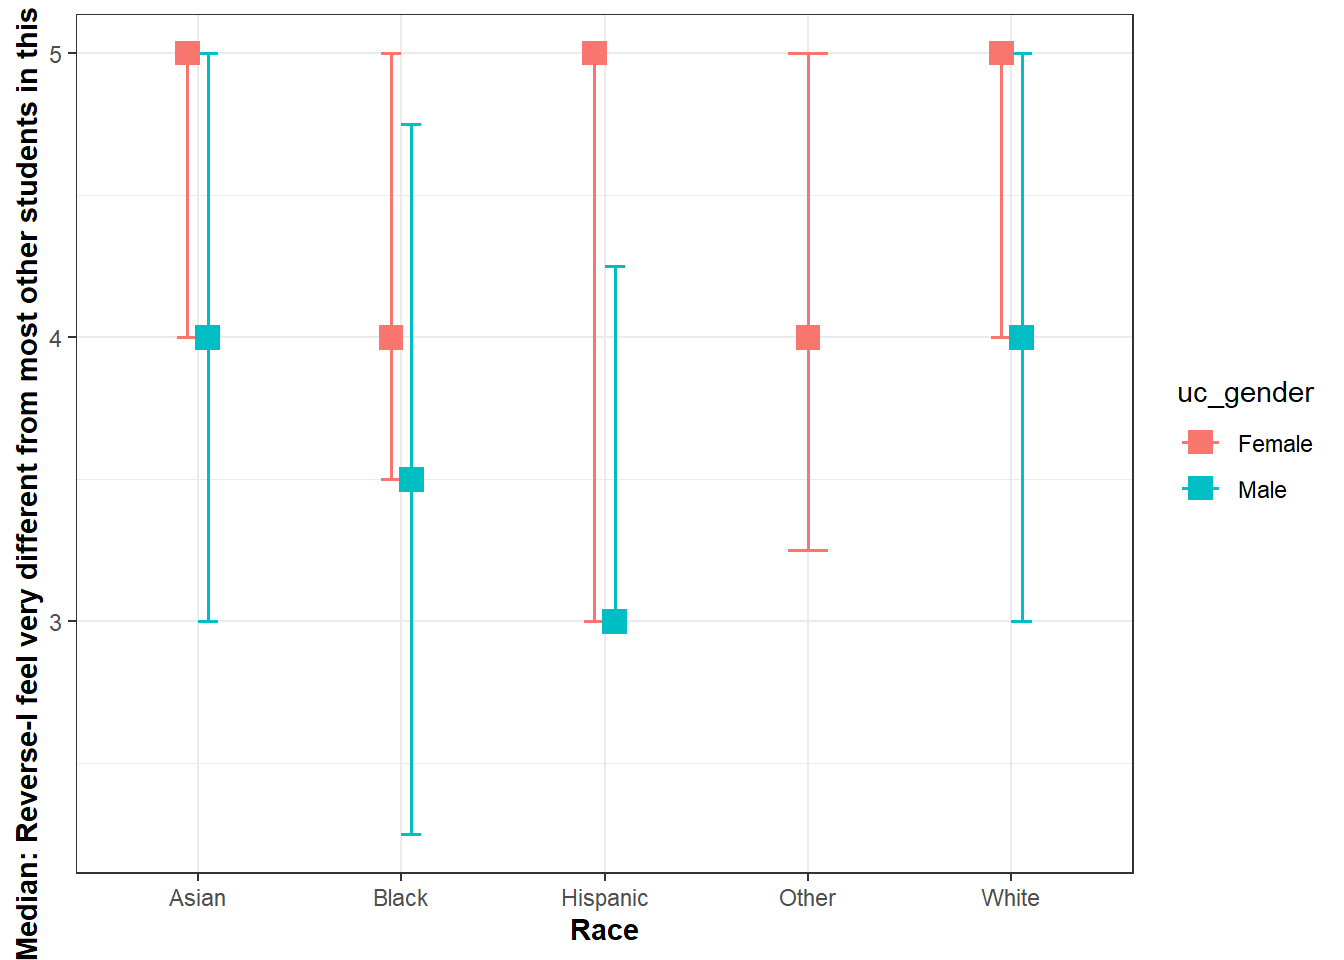 Median: Reverse-I feel very different from most other students in this
5
4
3
Asian
Black
Hispanic
Other
White
Race
uc_gender
Female
Male